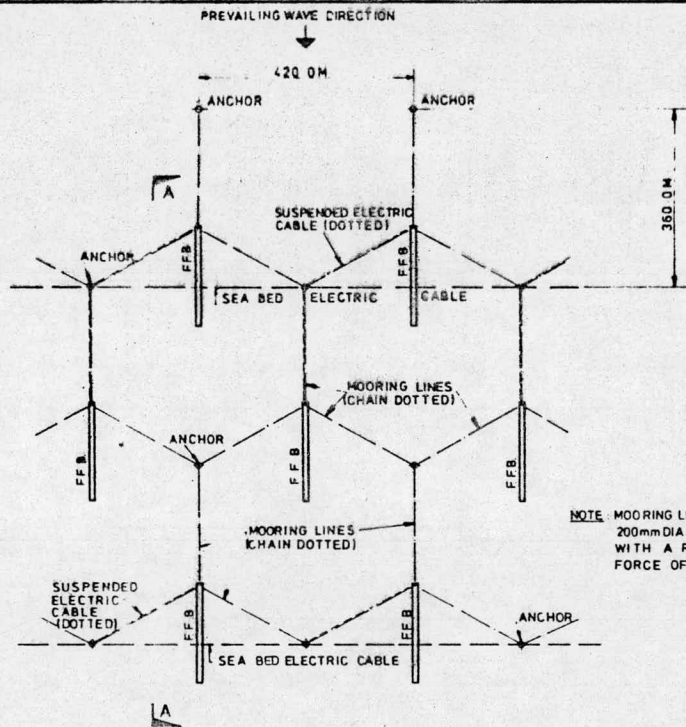 PREVAILING WAVE DIRECTION
420.0M.
ANCHOR
ANCHOR
360.0M
A
SUSPENDED ELECTRIC
CABLE (DOTTED)
ANCHOR
F.F.B.
F.F.B.
SEA BED ELECTRIC CABLE
MOORING LINES
(CHAIN DOTTED)
ANCHOR
F.F.B.
F.F.B.
F.F.B.
NOTE MOORING
200mm DIA
WITH A
FORCE OF
MOORING LINES
(CHAIN DOTTED)
SUSPENDED
ELECTRIC
CABLE
(DOTTED)
F.F.B.
F.F.B.
ANCHOR
SEA BED ELECTRIC CABLE
A